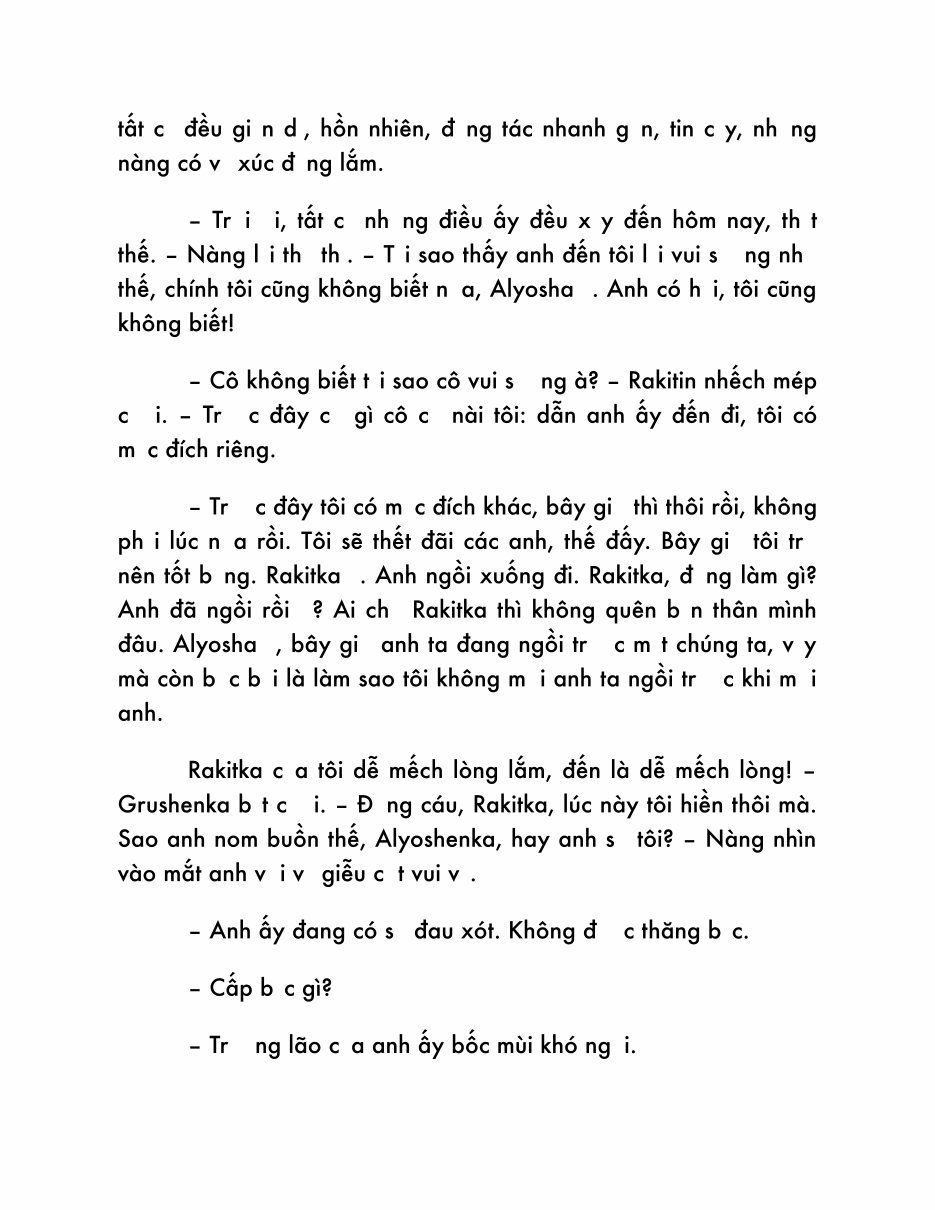 tất c  đều gi n d , hồn nhiên, đ ng tác nhanh g n, tin c y, nh ng
nàng có v  xúc đ ng lắm.
– Tr i  i, tất c  nh ng điều ấy đều x y đến hôm nay, th t
thế. – Nàng l i th  th . – T i sao thấy anh đến tôi l i vui s  ng nh
thế, chính tôi cũng không biết n a, Alyosha  . Anh có h i, tôi cũng
không biết!
– Cô không biết t i sao cô vui s  ng à? – Rakitin nhếch mép
c  i. – Tr  c đây c  gì cô c  nài tôi: dẫn anh ấy đến đi, tôi có
m c đích riêng.
– Tr  c đây tôi có m c đích khác, bây gi  thì thôi rồi, không
ph i lúc n a rồi. Tôi sẽ thết đãi các anh, thế đấy. Bây gi  tôi tr
nên tốt b ng. Rakitka  . Anh ngồi xuống đi. Rakitka, đ ng làm gì?
Anh đã ngồi rồi  ? Ai ch  Rakitka thì không quên b n thân mình
đâu. Alyosha  , bây gi  anh ta đang ngồi tr  c m t chúng ta, v y
mà còn b c b i là làm sao tôi không m i anh ta ngồi tr  c khi m i
anh.
Rakitka c a tôi dễ mếch lòng lắm, đến là dễ mếch lòng! –
Grushenka b t c  i. – Đ ng cáu, Rakitka, lúc này tôi hiền thôi mà.
Sao anh nom buồn thế, Alyoshenka, hay anh s  tôi? – Nàng nhìn
vào mắt anh v i v  giễu c t vui v .
– Anh ấy đang có s  đau xót. Không đ  c thăng b c.
– Cấp b c gì?
– Tr  ng lão c a anh ấy bốc mùi khó ng i.